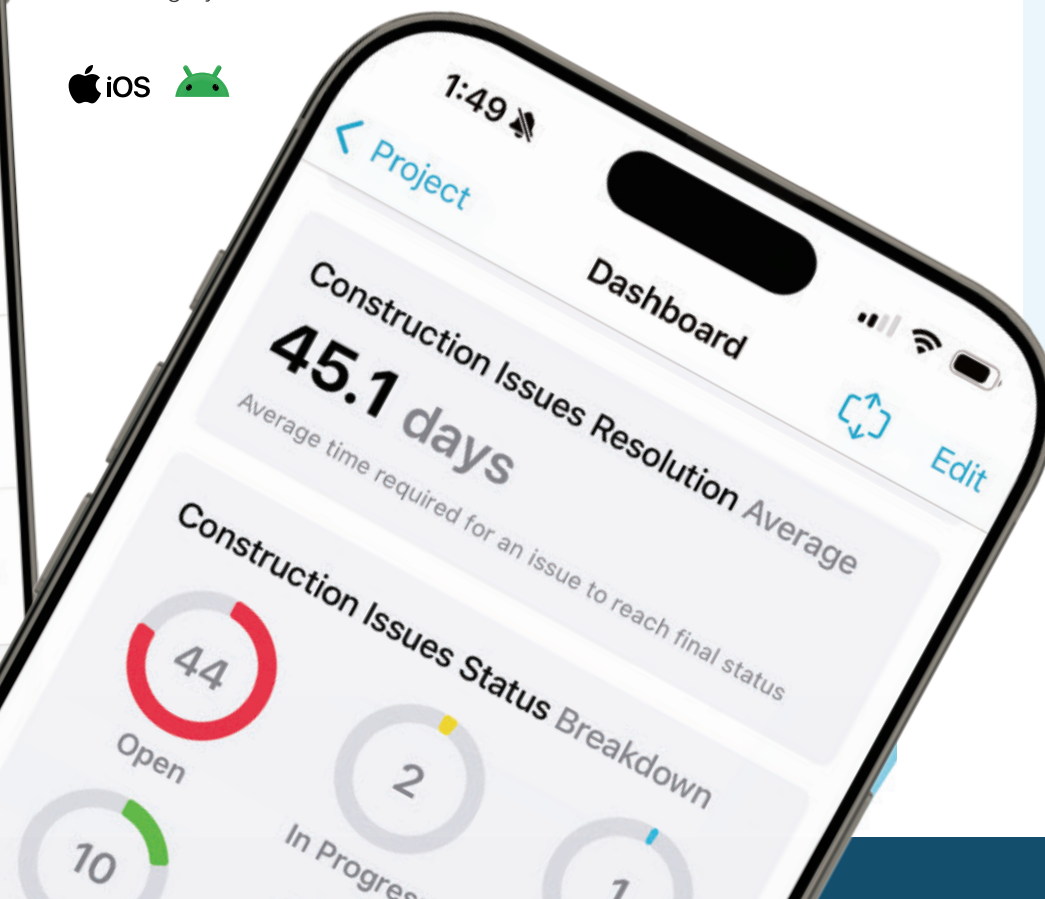 iOS
1:49
Project
Dashboard
Edit
Construction Issues Resolution Average
45.1 days
Average time required for an issue to reach final status
Construction Issues Status Breakdown
44
Open
2
In Progres
1
10